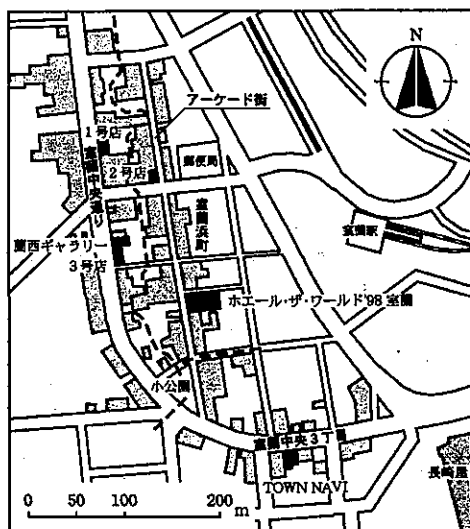 N
アーケード街
1号店
郵便局
2号店
室蘭中央通り
室蘭浜町
室蘭駅
蘭西ギャラリー
3号店
ホエール・ザ・ワールド'98 室蘭
小公園
室蘭中央3丁目
TOWN NAVI
長崎屋
0 50 100 200 m